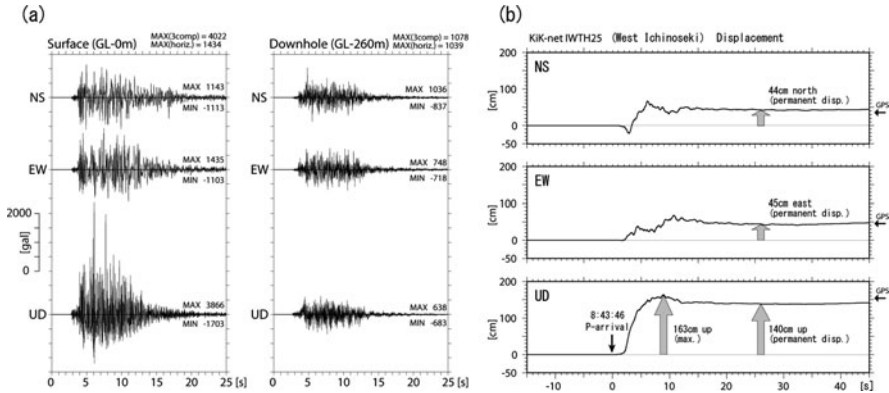 (a)
Surface (GL-0m)
MAX(3comp) = 4022
MAX(horiz.) = 1434
NS
MAX 1143
MIN -1113
EW
MAX 1435
MIN -1103
2000
[gal]
0
UD
MAX 3866
MIN -1703
0 5 10 15 20 25 [s]
Downhole (GL-260m)
MAX(3comp) = 1078
MAX(horiz.) = 1039
NS
MAX 1036
MIN -837
EW
MAX 748
MIN -718
UD
MAX 638
MIN -683
0 5 10 15 20 25 [s]
(b)
KiK-net IWTH25 (West Ichinoseki) Displacement
200
150
100
50
0
-50
[cm]
NS
44cm north
(permanent disp.)
GPS
200
150
100
50
0
-50
[cm]
EW
45cm east
(permanent disp.)
GPS
200
150
100
50
0
-50
[cm]
UD
8:43:46
P-arrival
163cm up
(max.)
140cm up
(permanent disp.)
GPS
-10 0 10 20 30 40 [s]